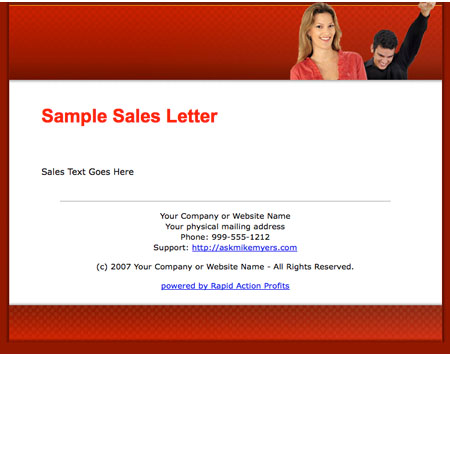 Sample Sales Letter
Sales Text Goes Here
Your Company or Website Name
Your physical mailing address
Phone: 999-555-1212
Support: http://askmikemyers.com
(c) 2007 Your Company or Website Name - All Rights Reserved.
powered by Rapid Action Profits